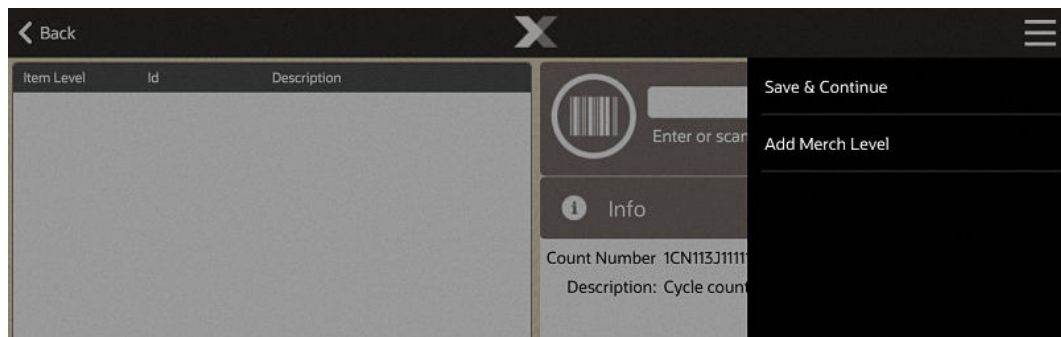 Back
Item Level Id Description
Enter or scan
Info
Count Number 1CN113J11111
Description: Cycle count
Save & Continue
Add Merch Level